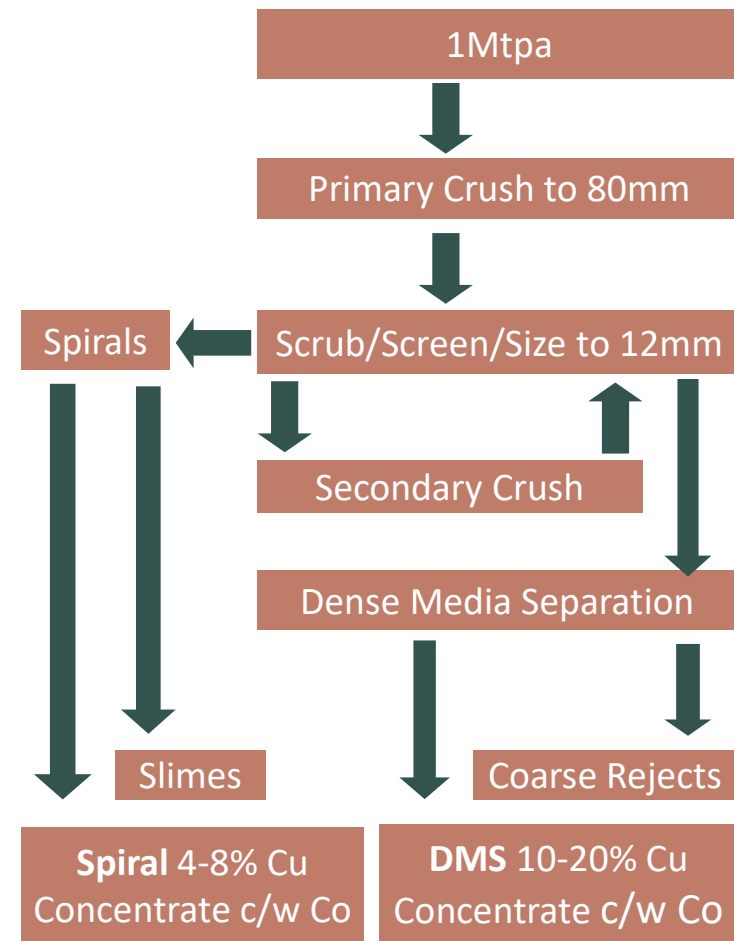 1Mtpa
Primary Crush to 80mm
Spirals
Scrub/Screen/Size to 12mm
Secondary Crush
Dense Media Separation
Slimes
Coarse Rejects
Spiral 4-8% Cu
Concentrate c/w Co
DMS 10-20% Cu
Concentrate c/w Co